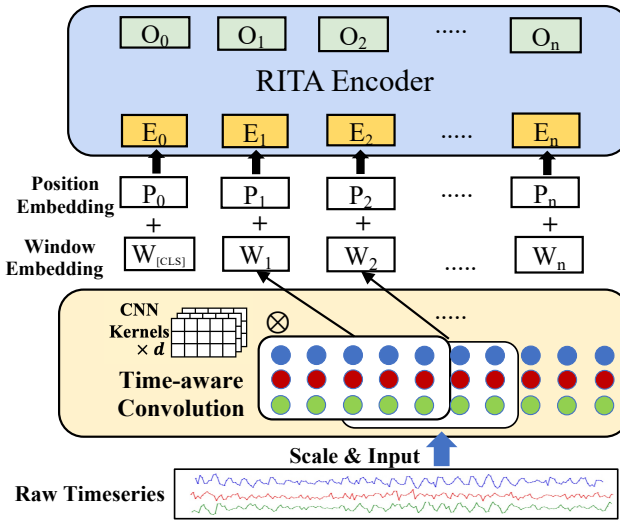 O0 O1 O2 ..... On
RITA Encoder
E0 E1 E2 ..... En
Position
Embedding
P0 P1 P2 ..... Pn
+ + + +
Window
Embedding
W[CLS] W1 W2 ..... Wn
CNN
Kernels
× d
⊗
.....
Time-aware
Convolution
Scale & Input
Raw Timeseries